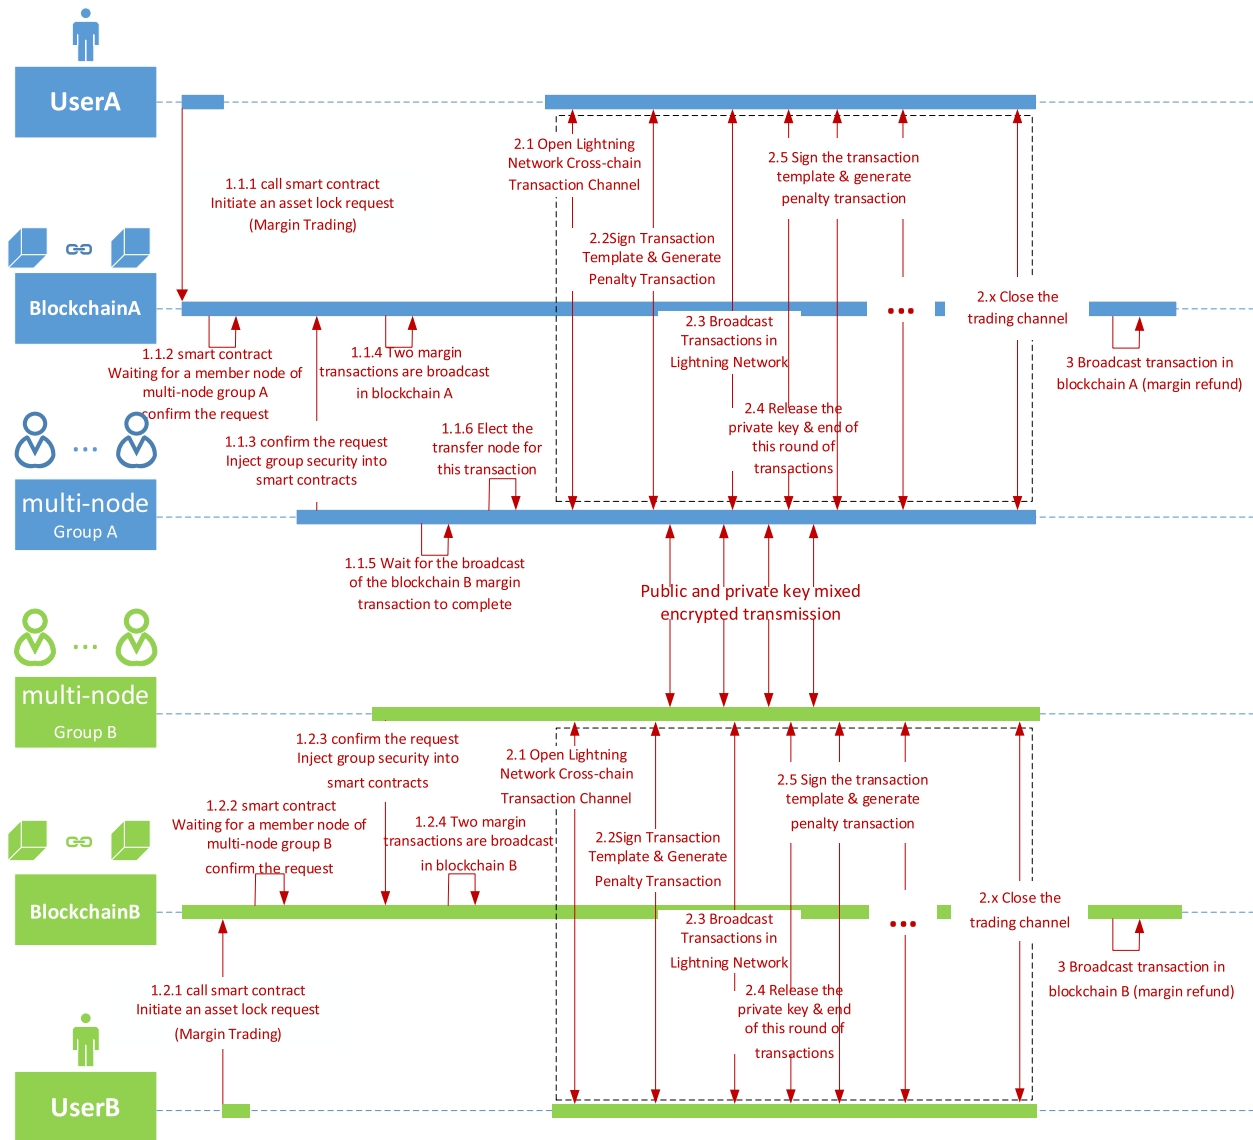 UserA
1.1.1 call smart contract
Initiate an asset lock request
(Margin Trading)
2.1 Open Lightning
Network Cross-chain
Transaction Channel
2.5 Sign the transaction
template & generate
penalty transaction
2.2Sign Transaction
Template & Generate
Penalty Transaction
BlockchainA
...
2.x Close the
trading channel
2.3 Broadcast
Transactions in
Lightning Network
1.1.2 smart contract
Waiting for a member node of
multi-node group A
confirm the request
1.1.4 Two margin
transactions are broadcast
in blockchain A
3 Broadcast transaction in
blockchain A (margin refund)
...
1.1.3 confirm the request
Inject group security into
smart contracts
1.1.6 Elect the
transfer node for
this transaction
2.4 Release the
private key & end of
this round of
transactions
multi-node
Group A
1.1.5 Wait for the broadcast
of the blockchain B margin
transaction to complete
Public and private key mixed
encrypted transmission
...
multi-node
Group B
1.2.3 confirm the request
Inject group security into
smart contracts
2.1 Open Lightning
Network Cross-chain
Transaction Channel
2.5 Sign the transaction
template & generate
penalty transaction
1.2.2 smart contract
Waiting for a member node of
multi-node group B
confirm the request
1.2.4 Two margin
transactions are broadcast
in blockchain B
2.2Sign Transaction
Template & Generate
Penalty Transaction
BlockchainB
...
2.x Close the
trading channel
2.3 Broadcast
Transactions in
Lightning Network
3 Broadcast transaction in
blockchain B (margin refund)
1.2.1 call smart contract
Initiate an asset lock request
(Margin Trading)
2.4 Release the
private key & end
of this round of
transactions
UserB